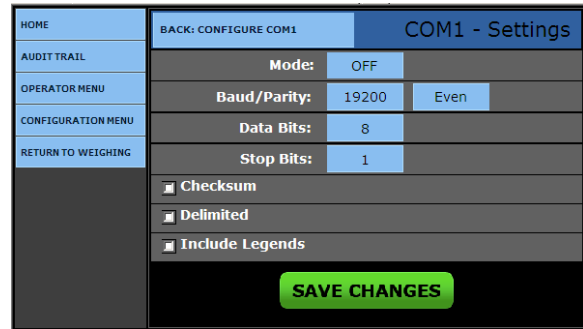 HOME
AUDIT TRAIL
OPERATOR MENU
CONFIGURATION MENU
RETURN TO WEIGHING
BACK: CONFIGURE COM1
COM1 - Settings
Mode: OFF
Baud/Parity: 19200 Even
Data Bits: 8
Stop Bits: 1
Checksum
Delimited
Include Legends
SAVE CHANGES